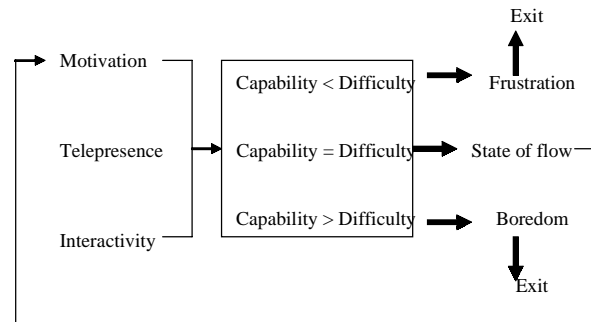 Exit
Motivation
Capability < Difficulty
Frustration
Telepresence
Capability = Difficulty
State of flow
Capability > Difficulty
Boredom
Interactivity
Exit